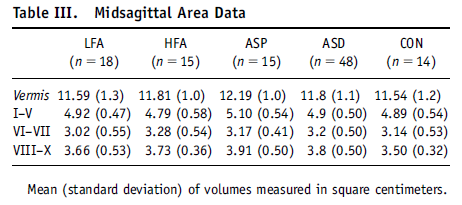 Table III. Midsagittal Area Data
LFA HFA ASP ASD CON
(n = 18) (n = 15) (n = 15) (n = 48) (n = 14)
Vermis 11.59 (1.3) 11.81 (1.0) 12.19 (1.0) 11.8 (1.1) 11.54 (1.2)
I–V 4.92 (0.47) 4.79 (0.58) 5.10 (0.54) 4.9 (0.50) 4.89 (0.54)
VI–VII 3.02 (0.55) 3.28 (0.54) 3.17 (0.41) 3.2 (0.50) 3.14 (0.53)
VIII–X 3.66 (0.53) 3.73 (0.36) 3.91 (0.50) 3.8 (0.50) 3.50 (0.32)
Mean (standard deviation) of volumes measured in square centimeters.